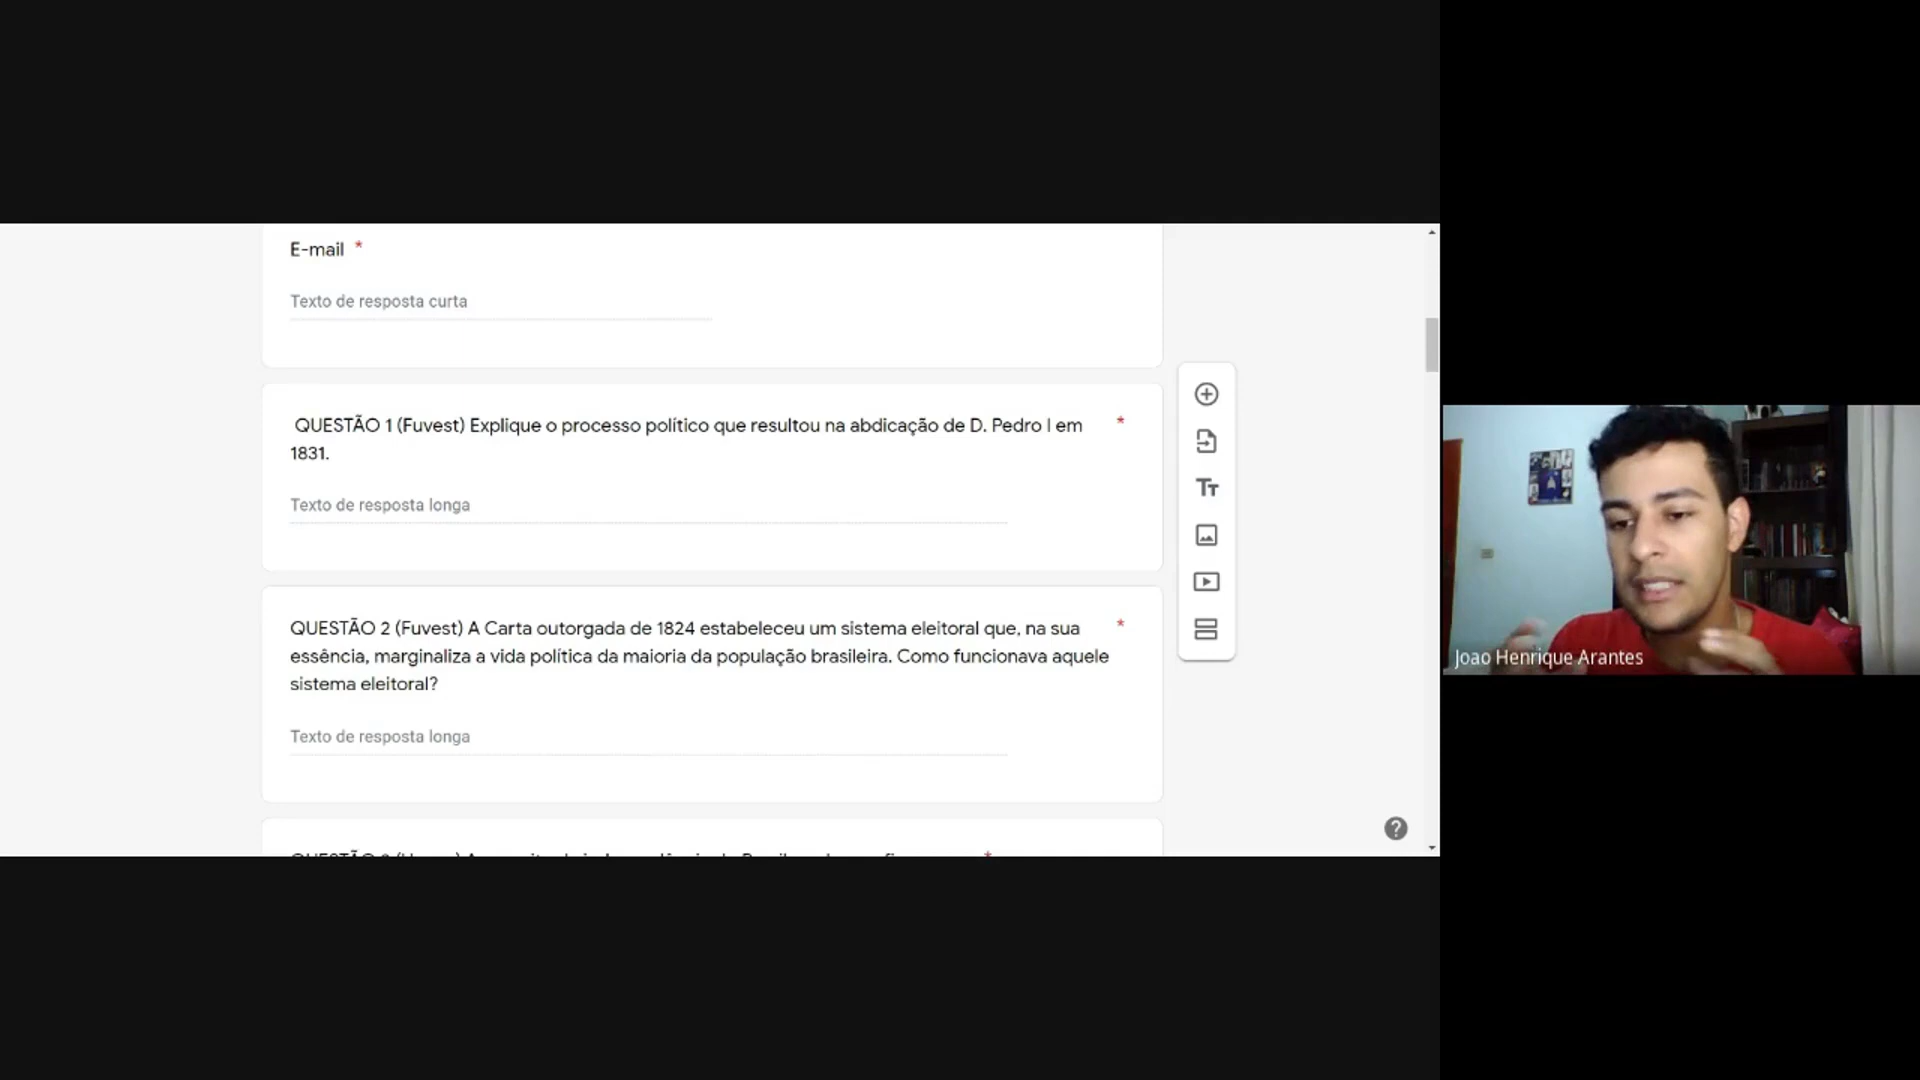 E-mail *
Texto de resposta curta
QUESTÃO 1 (Fuvest) Explique o processo político que resultou na abdicação de D. Pedro I em *
1831.
Texto de resposta longa
QUESTÃO 2 (Fuvest) A Carta outorgada de 1824 estabeleceu um sistema eleitoral que, na sua *
essência, marginaliza a vida política da maioria da população brasileira. Como funcionava aquele
sistema eleitoral?
Texto de resposta longa
Joao Henrique Arantes